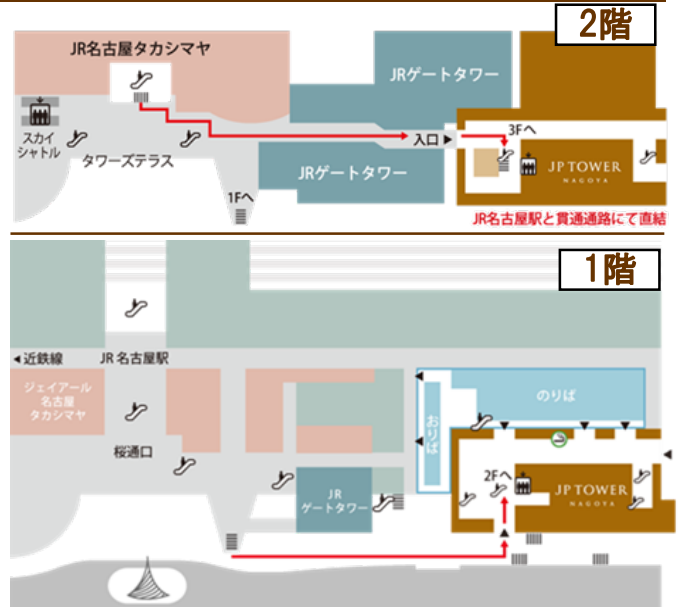 2階
JR名古屋タカシマヤ
JRゲートタワー
スカイ
シャトル
タワーズテラス
入口 ▶
3Fへ
JP TOWER
NAGOYA
JRゲートタワー
1Fへ
JR名古屋駅と貫通通路にて直結
1階
◀近鉄線
JR 名古屋駅
ジェイアール
名古屋
タカシマヤ
桜通口
おりば
のりば
2Fへ
JP TOWER
NAGOYA
JR
ゲートタワー